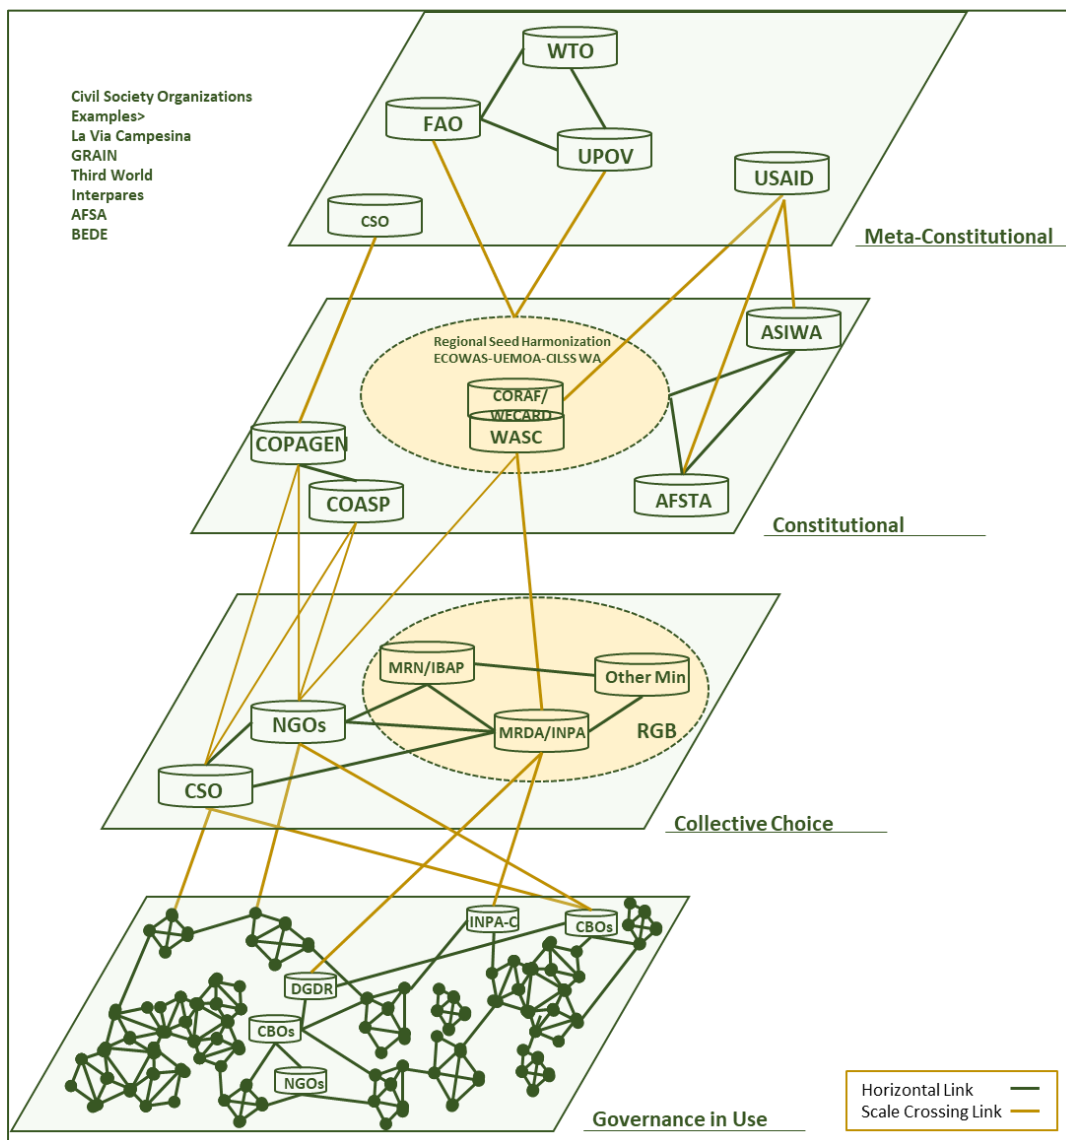 WTO
Civil Society Organizations
Examples>
La Via Campesina
GRAIN
Third World
Interpares
AFSA
BEDE
FAO
UPOV
USAID
CSO
Meta-Constitutional
Regional Seed Harmonization
ECOWAS-UEMOA-CILSS WA
ASIWA
CORAF/
WECARD
WASC
COPAGEN
COASP
AFSTA
Constitutional
MRN/IBAP
Other Min
NGOs
MRDA/INPA
RGB
CSO
Collective Choice
INPA-C
CBOs
DGDR
CBOs
NGOs
Horizontal Link
Scale Crossing Link
Governance in Use